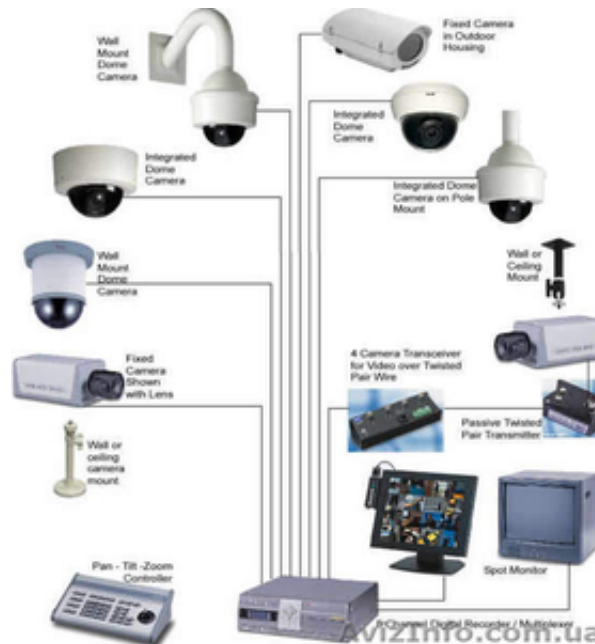 Wall
Mount
Dome
Camera
Fixed Camera
in Outdoor
Housing
Integrated
Dome
Camera
Integrated
Dome
Camera
Integrated Dome
Camera on Pole
Mount
Wall
Mount
Dome
Camera
Wall or
Ceiling
Mount
Fixed
Camera
Shown
with Lens
4 Camera Transceiver
for Video over Twisted
Pair Wire
Passive Twisted
Pair Transmitter
Wall or
ceiling
camera
mount
Spot Monitor
Pan - Tilt -Zoom
Controller
Channel Digital Recorder / Multiplexer
AvizInfo.com.ua